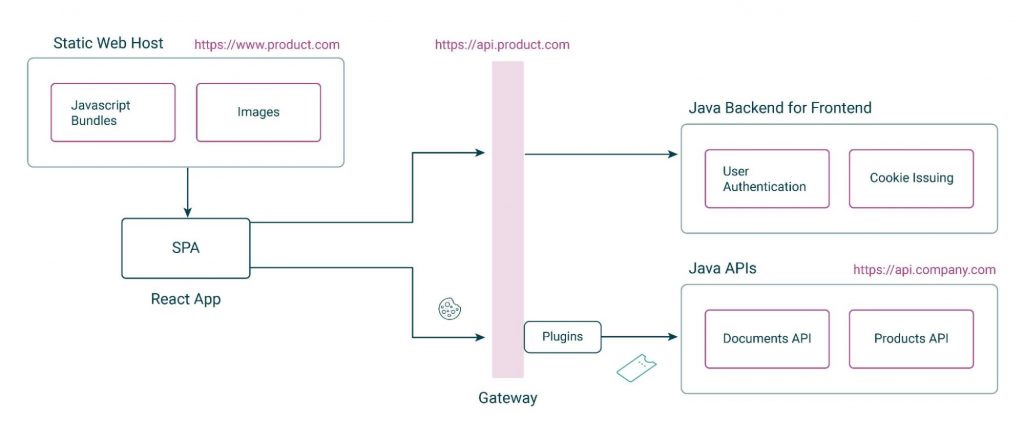 Static Web Host
https://www.product.com
https://api.product.com
Javascript
Bundles
Images
Java Backend for Frontend
User
Authentication
Cookie Issuing
SPA
React App
Java APIs
https://api.company.com
Plugins
Documents API
Products API
Gateway